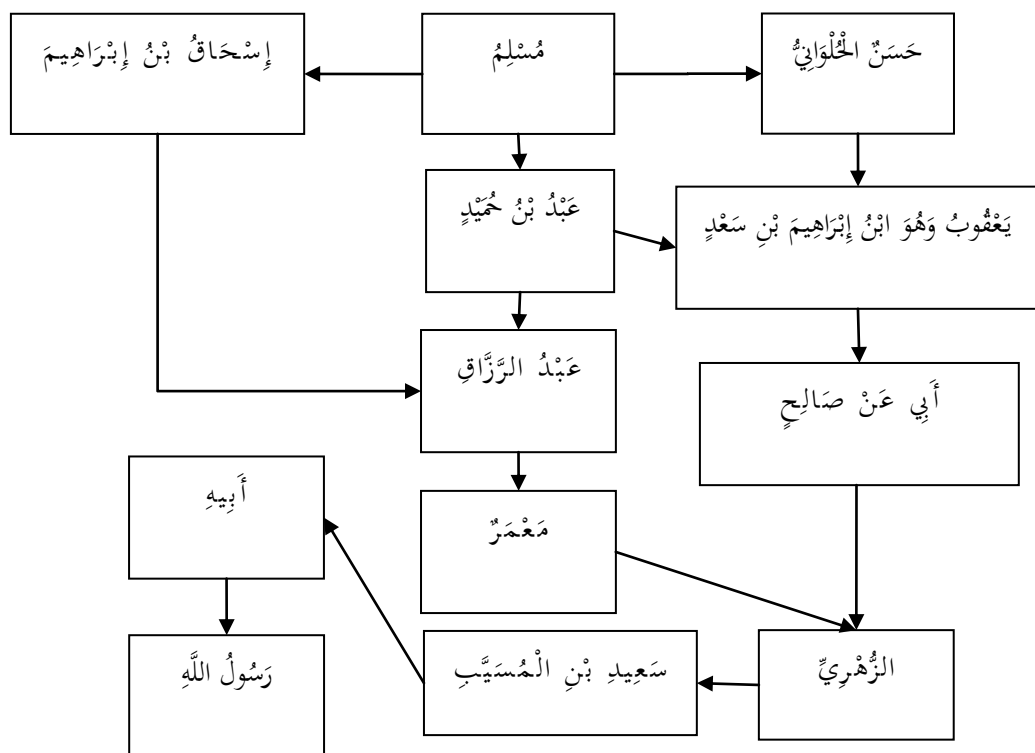 حَسَنٌ الْحُلْوَانِيُّ
مُسْلِمُ
إِسْحَاقُ بْنُ إِبْرَاهِيمَ
عَبْدُ بْنُ حُمَيْدٍ
يَعْقُوبُ وَهُوَ ابْنُ إِبْرَاهِيمَ بْنِ سَعْدٍ
عَبْدُ الرَّزَّاقِ
أَبِي عَنْ صَالِحٍ
أَبِيهِ
مَعْمَرٌ
الزُّهْرِيِّ
سَعِيدِ بْنِ الْمُسَيَّبِ
رَسُولُ اللَّهِ